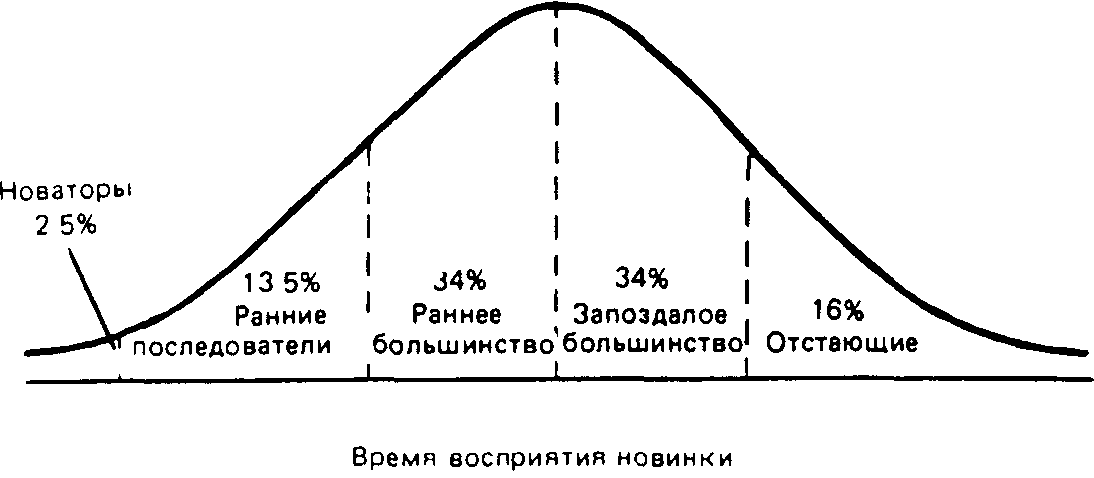 Новаторы
2 5%
13 5%
Ранние
последователи
34%
Раннее
большинство
34%
Запоздалое
большинство
16%
Отстающие
Время восприятия новинки